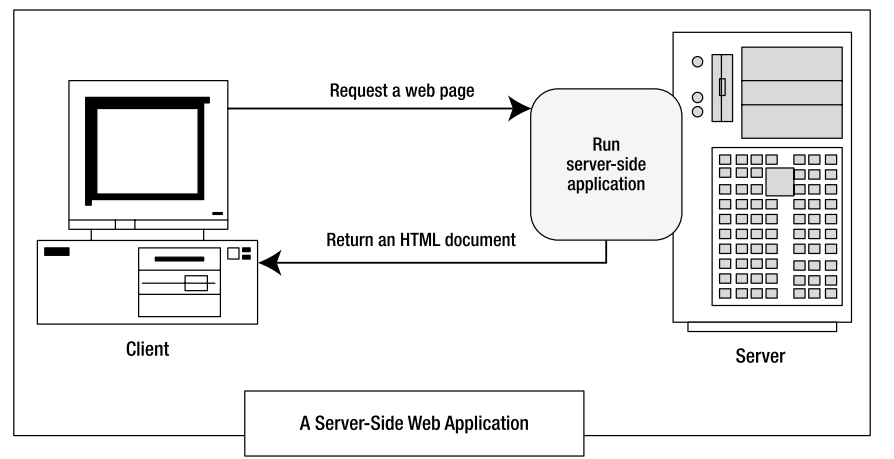 Request a web page
Run
server-side
application
Return an HTML document
Client
Server
A Server-Side Web Application